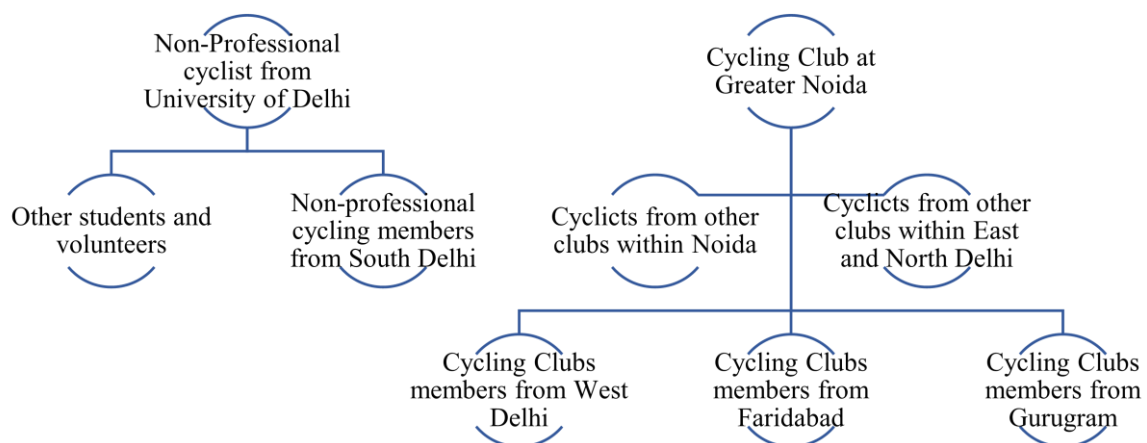 Non-Professional
cyclist from
University of Delhi
Cycling Club at
Greater Noida
Other students and
volunteers
Non-professional
cycling members
from South Delhi
Cyclicts from other
clubs within Noida
Cyclicts from other
clubs within East
and North Delhi
Cycling Clubs
members from West
Delhi
Cycling Clubs
members from
Faridabad
Cycling Clubs
members from
Gurugram